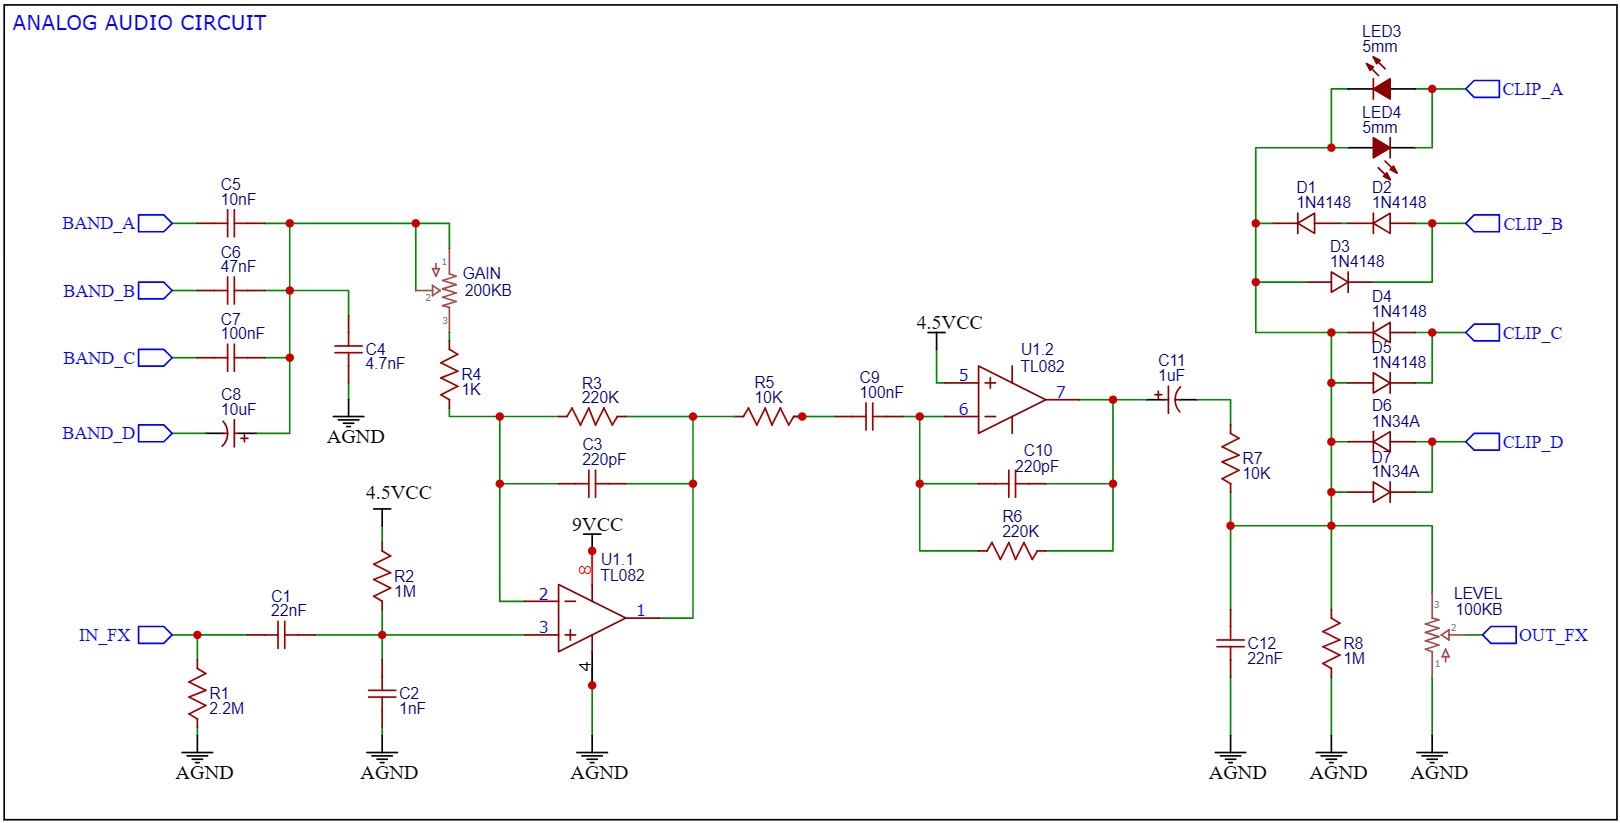 ANALOG AUDIO CIRCUIT
LED3
5mm
CLIP_A
LED4
5mm
D1
1N4148
D2
1N4148
CLIP_B
D3
1N4148
D4
1N4148
CLIP_C
D5
1N4148
D6
1N34A
CLIP_D
D7
1N34A
C5
10nF
BAND_A
C6
47nF
BAND_B
C7
100nF
BAND_C
C8
10uF
BAND_D
+
C4
4.7nF
AGND
1
2
3
GAIN
200KB
R4
1K
R3
220K
C3
220pF
R5
10K
C9
100nF
4.5VCC
5
6
+
7
U1.2
TL082
C10
220pF
R6
220K
C11
1uF
+
R7
10K
4.5VCC
R2
1M
9VCC
8
U1.1
TL082
2
3
+
1
4
AGND
C1
22nF
IN_FX
R1
2.2M
AGND
C2
1nF
AGND
C12
22nF
AGND
R8
1M
AGND
LEVEL
100KB
3
2
1
OUT_FX
AGND